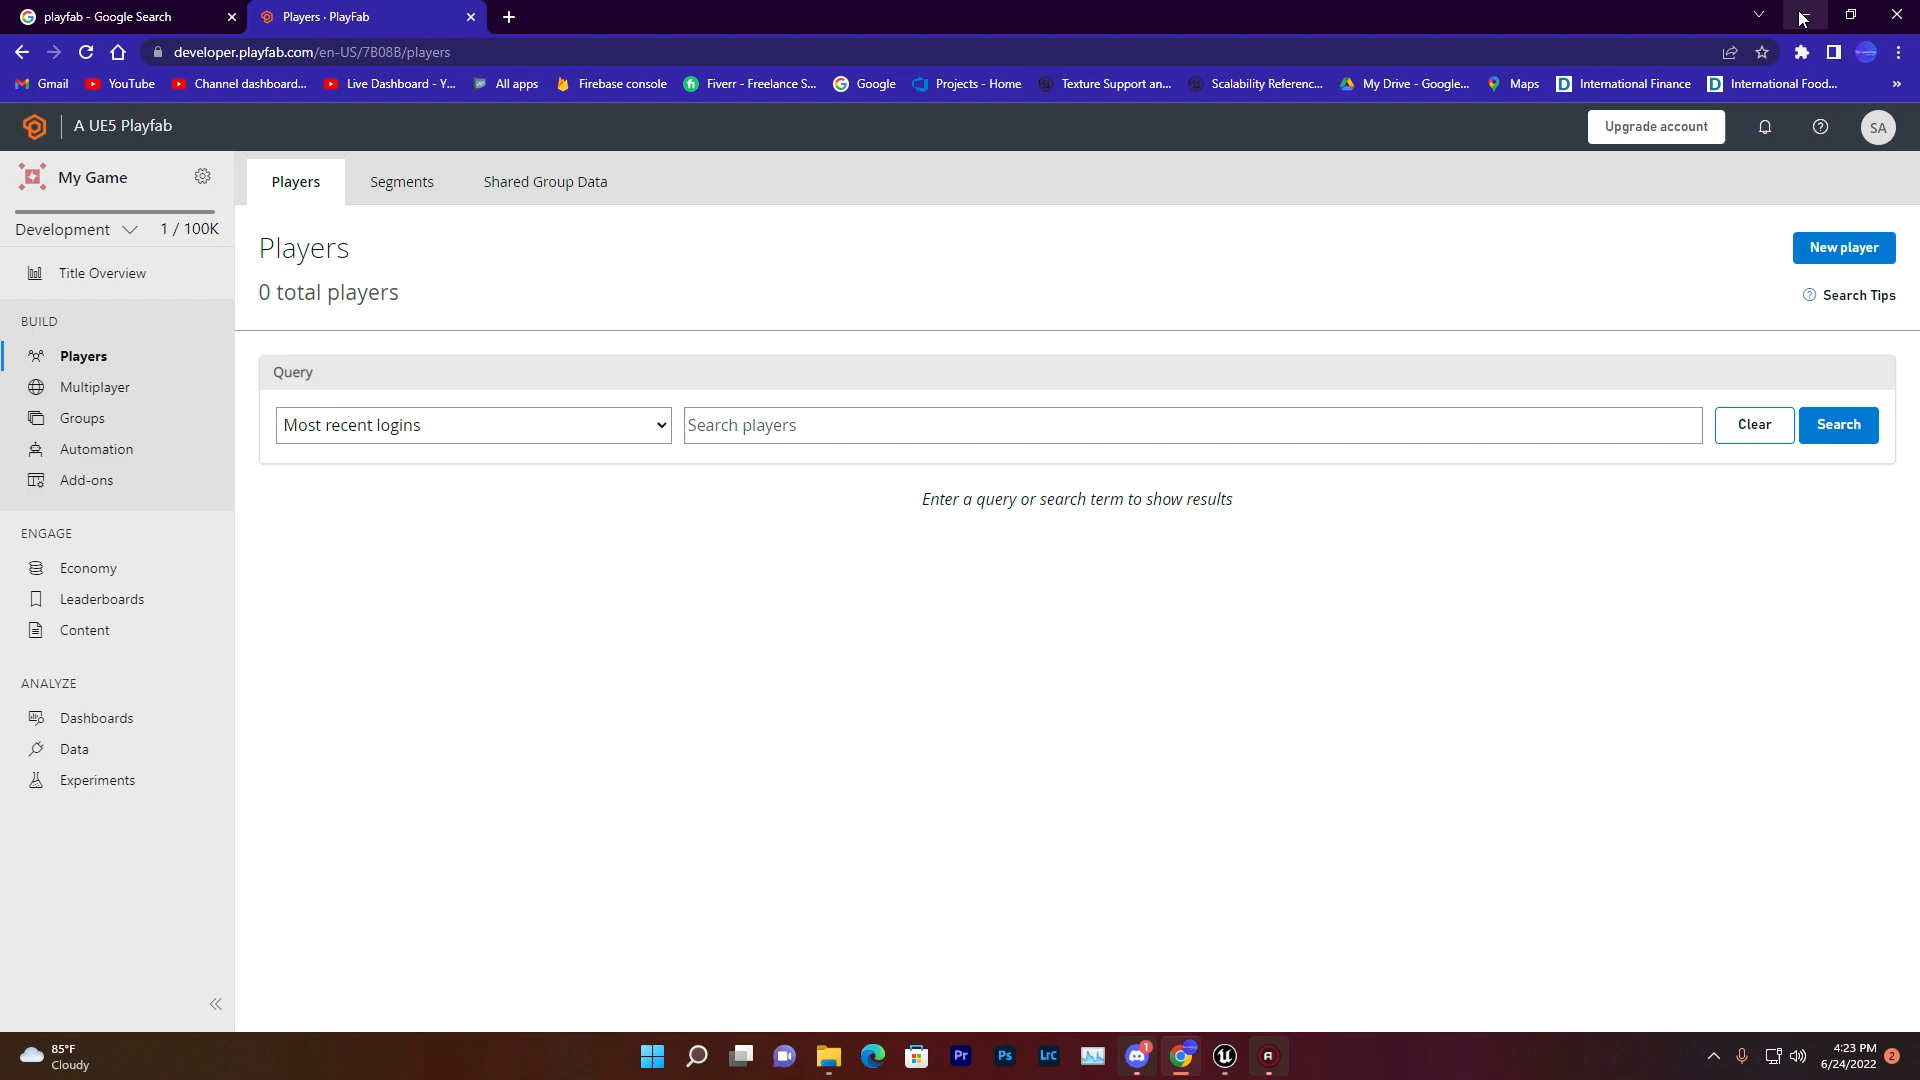 playfab - Google Search
Players · PlayFab
developer.playfab.com/en-US/7B08B/players
Gmail
YouTube
Channel dashboard...
Live Dashboard - Y...
All apps
Firebase console
Fiverr - Freelance S...
Google
Projects - Home
Texture Support an...
Scalability Referenc...
My Drive - Google...
Maps
International Finance
International Food...
A UE5 Playfab
Upgrade account
SA
My Game
Development
1 / 100K
Title Overview
BUILD
Players
Multiplayer
Groups
Automation
Add-ons
ENGAGE
Economy
Leaderboards
Content
ANALYZE
Dashboards
Data
Experiments
Players
Segments
Shared Group Data
Players
New player
0 total players
Search Tips
Query
Most recent logins
Search players
Clear
Search
Enter a query or search term to show results
85°F
Cloudy
Pr
Ps
LrC
1
4:23 PM
6/24/2022
2